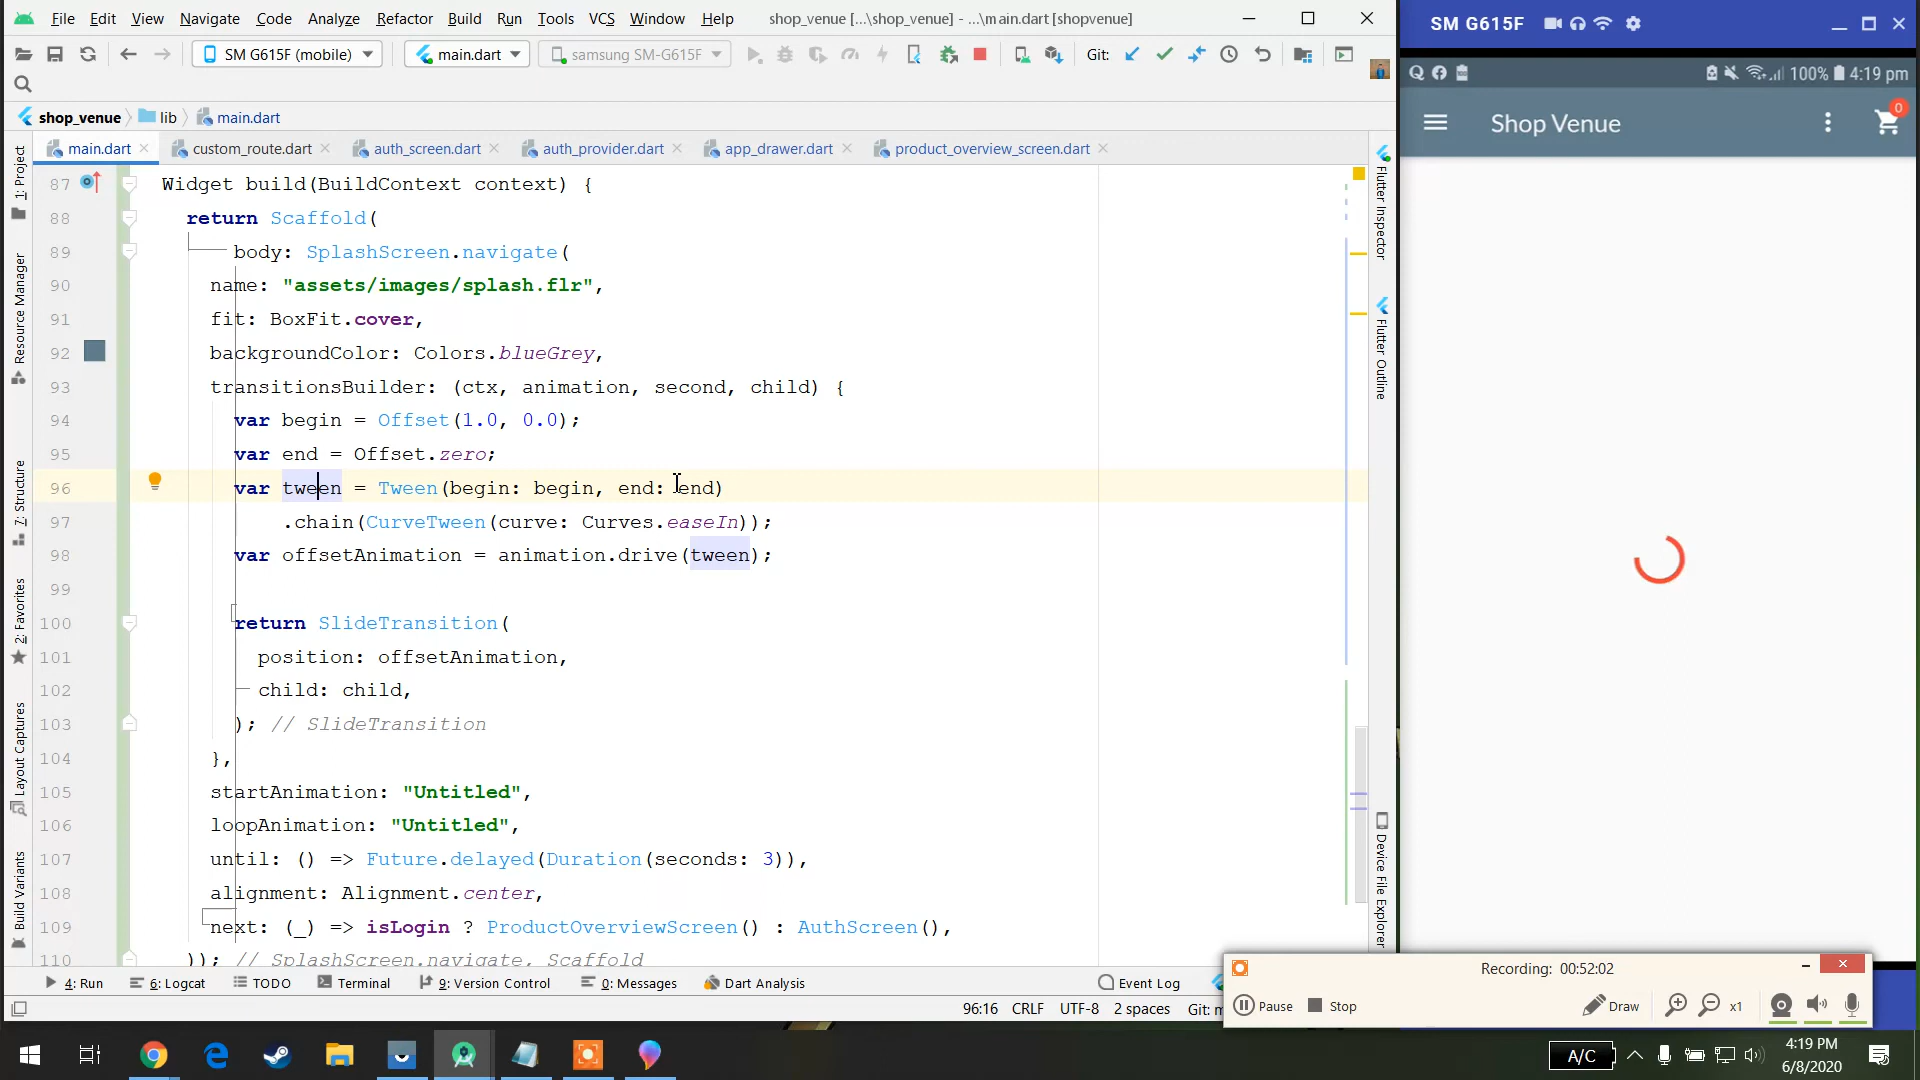 File Edit View Navigate Code Analyze Refactor Build Run Tools VCS Window Help shop_venue [...\shop_venue] - ...\main.dart [shopvenue]
SM G615F (mobile) main.dart samsung SM-G615F Git:
shop_venue lib main.dart
main.dart custom_route.dart auth_screen.dart auth_provider.dart app_drawer.dart product_overview_screen.dart
87 Widget build(BuildContext context) {
88 return Scaffold(
89 body: SplashScreen.navigate(
90 name: "assets/images/splash.flr",
91 fit: BoxFit.cover,
92 backgroundColor: Colors.blueGrey,
93 transitionsBuilder: (ctx, animation, second, child) {
94 var begin = Offset(1.0, 0.0);
95 var end = Offset.zero;
96 var tween = Tween(begin: begin, end: end)
97 .chain(CurveTween(curve: Curves.easeIn));
98 var offsetAnimation = animation.drive(tween);
99
100 return SlideTransition(
101 position: offsetAnimation,
102 child: child,
103 ); // SlideTransition
104 },
105 startAnimation: "Untitled",
106 loopAnimation: "Untitled",
107 until: () => Future.delayed(Duration(seconds: 3)),
108 alignment: Alignment.center,
109 next: (_) => isLogin ? ProductOverviewScreen() : AuthScreen(),
110 )); // SplashScreen.navigate, Scaffold
1: Project
Resource Manager
7: Structure
2: Favorites
Layout Captures
Build Variants
Flutter Inspector
Flutter Outline
Device File Explorer
4: Run 6: Logcat TODO Terminal 9: Version Control 0: Messages Dart Analysis Event Log
96:16 CRLF UTF-8 2 spaces Git:
SM G615F
100% 4:19 pm
Shop Venue
0
Recording: 00:52:02
Pause Stop Draw x1
A/C
4:19 PM
6/8/2020